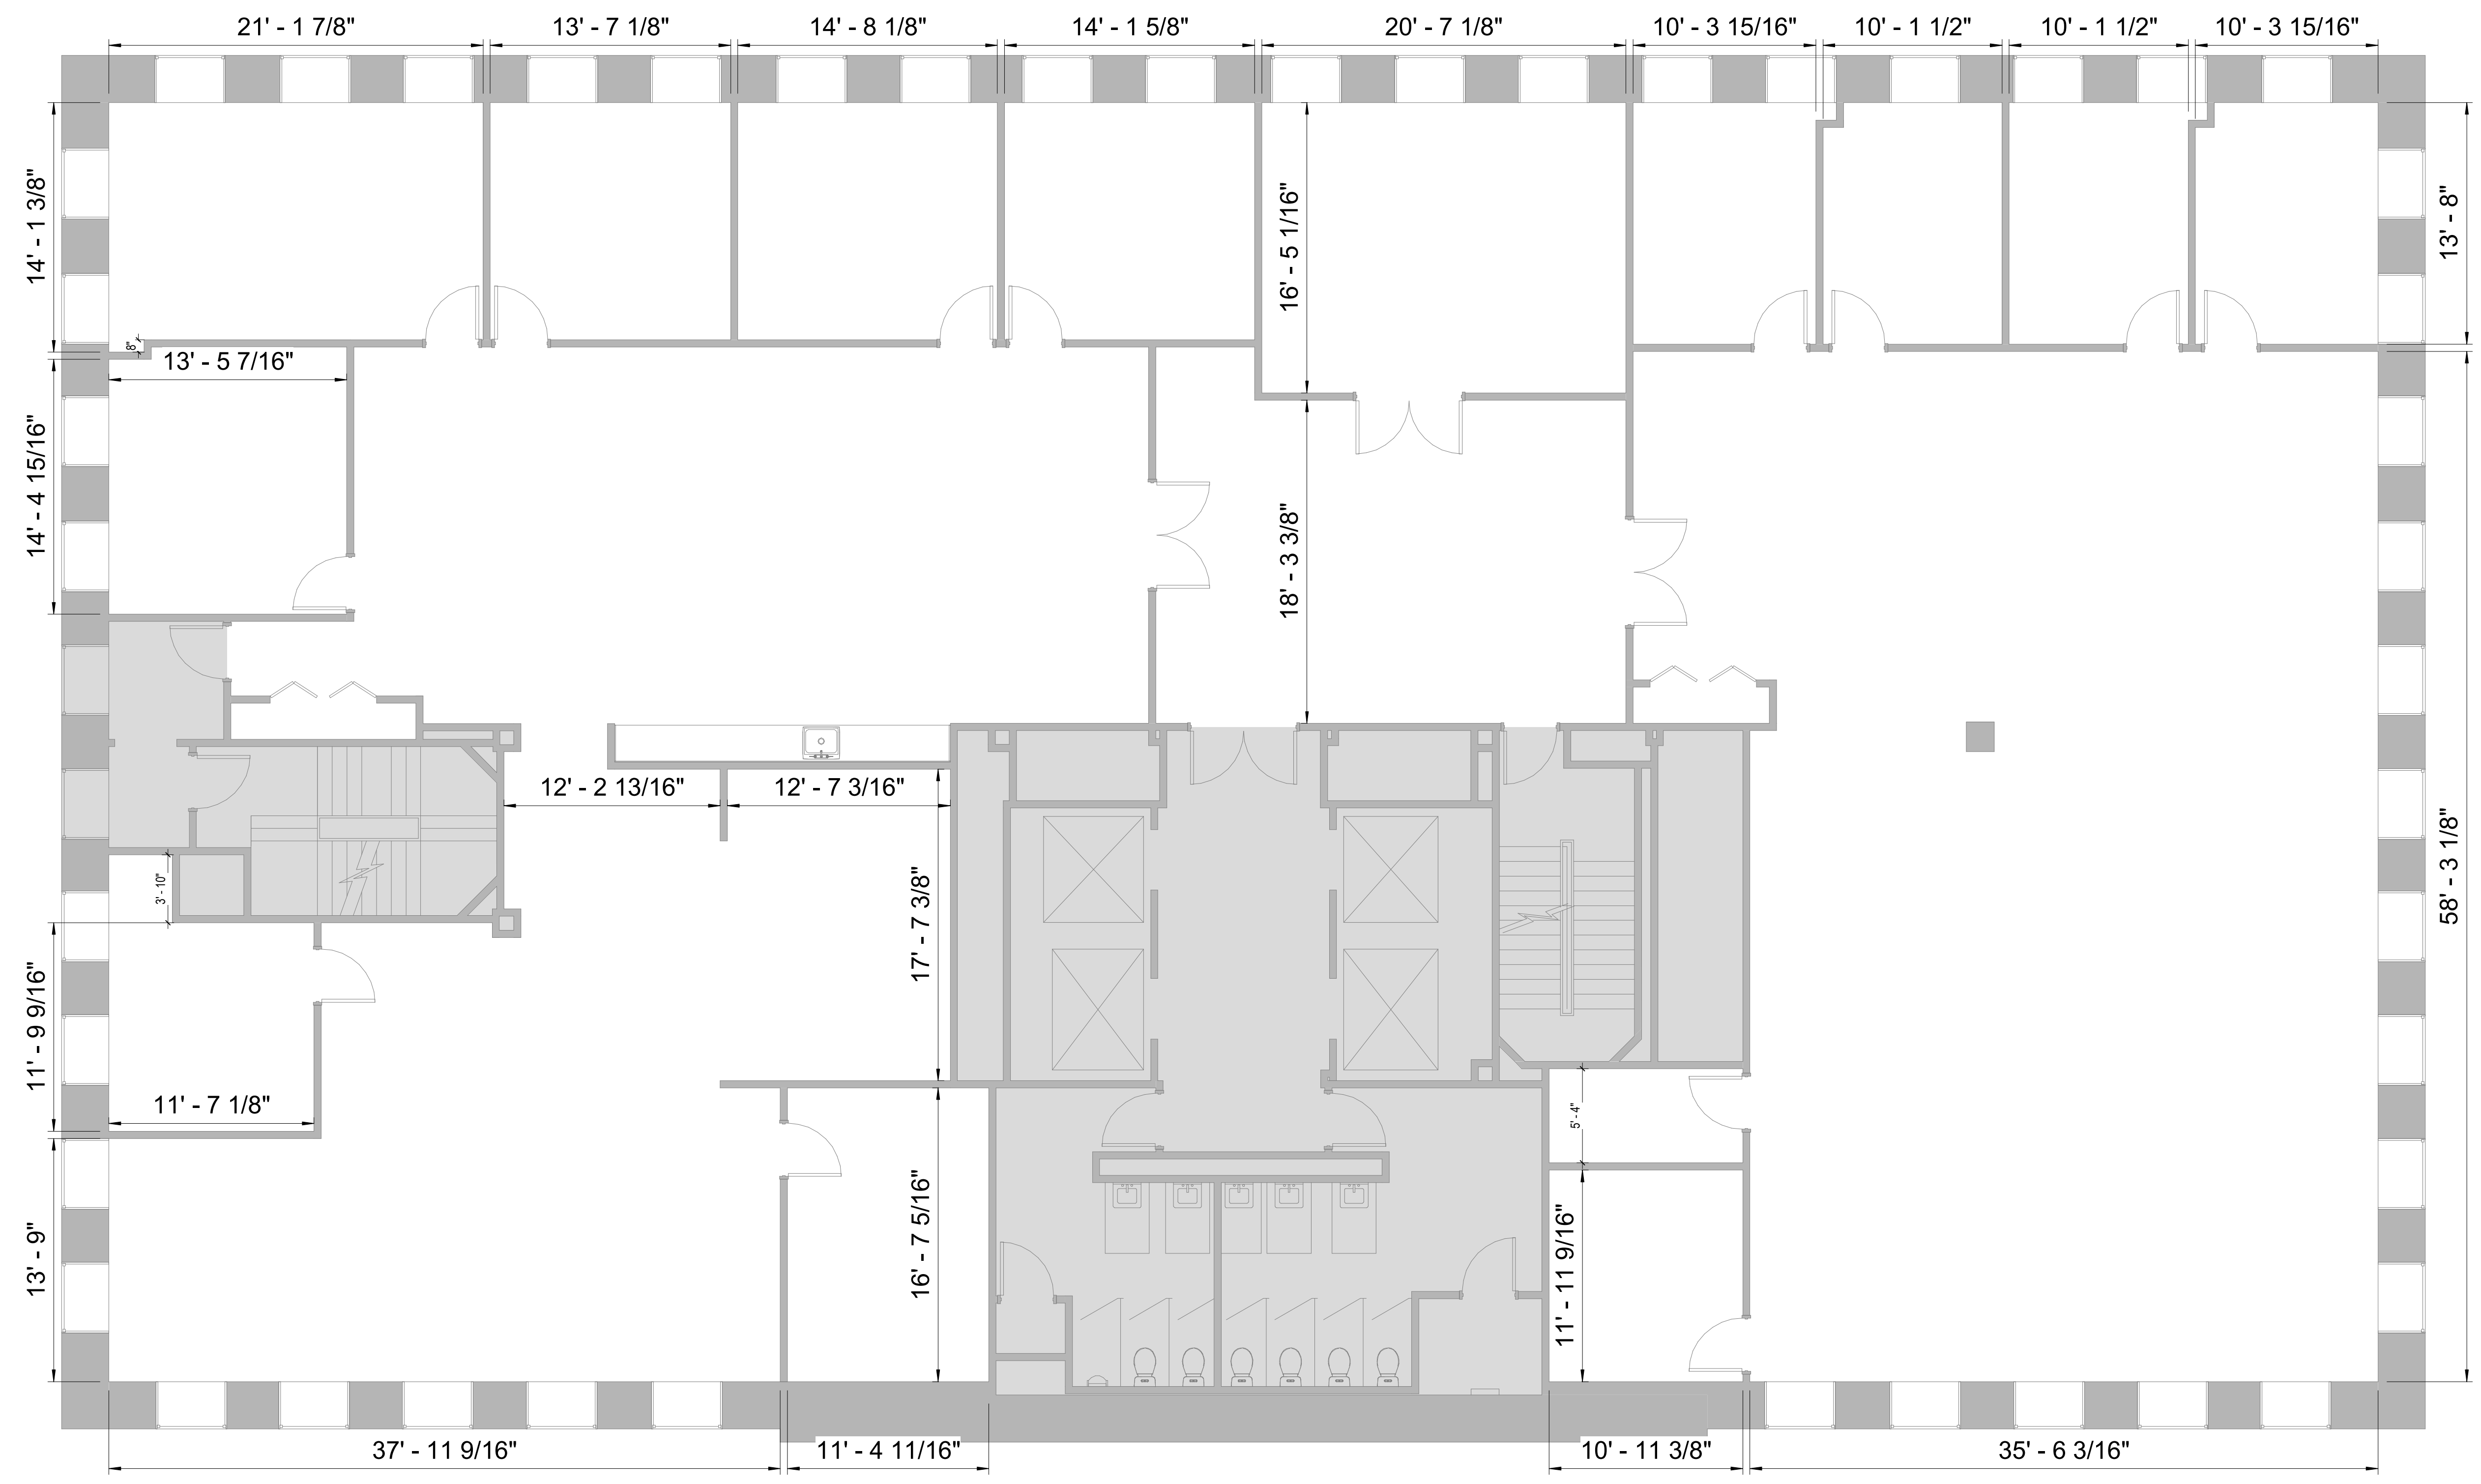 21' - 1 7/8"
13' - 7 1/8"
14' - 8 1/8"
14' - 1 5/8"
20' - 7 1/8"
10' - 3 15/16"
10' - 1 1/2"
10' - 1 1/2"
10' - 3 15/16"
14' - 1 3/8"
16' - 5 1/16"
13' - 8"
8"
13' - 5 7/16"
14' - 4 15/16"
18' - 3 3/8"
12' - 2 13/16"
12' - 7 3/16"
58' - 3 1/8"
3' - 10"
17' - 7 3/8"
11' - 9 9/16"
11' - 7 1/8"
5' - 4"
16' - 7 5/16"
13' - 9"
11' - 11 9/16"
37' - 11 9/16"
11' - 4 11/16"
10' - 11 3/8"
35' - 6 3/16"